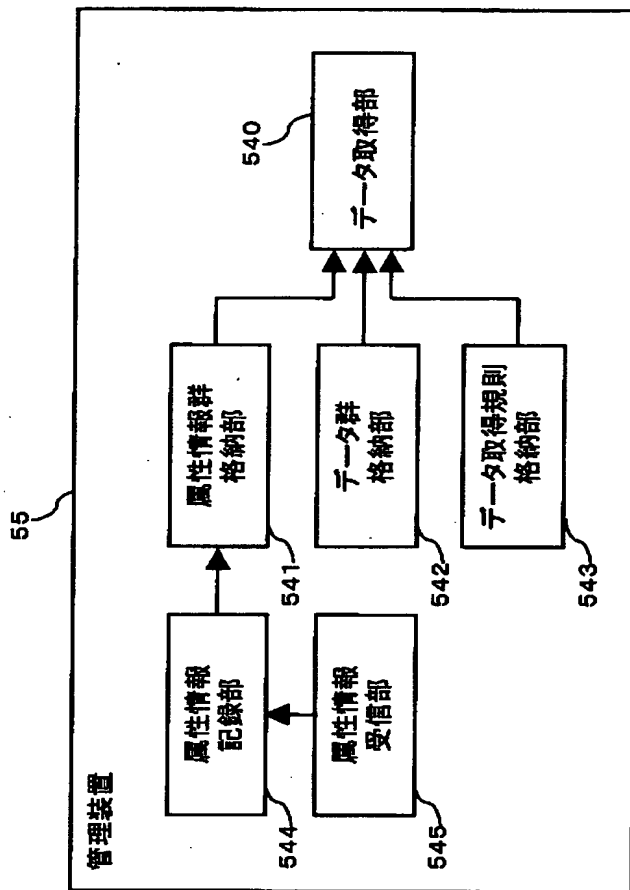 55
管理装置
属性情報
記録部
544
属性情報
受信部
545
属性情報群
格納部
541
データ群
格納部
542
データ取得規則
格納部
543
データ取得部
540